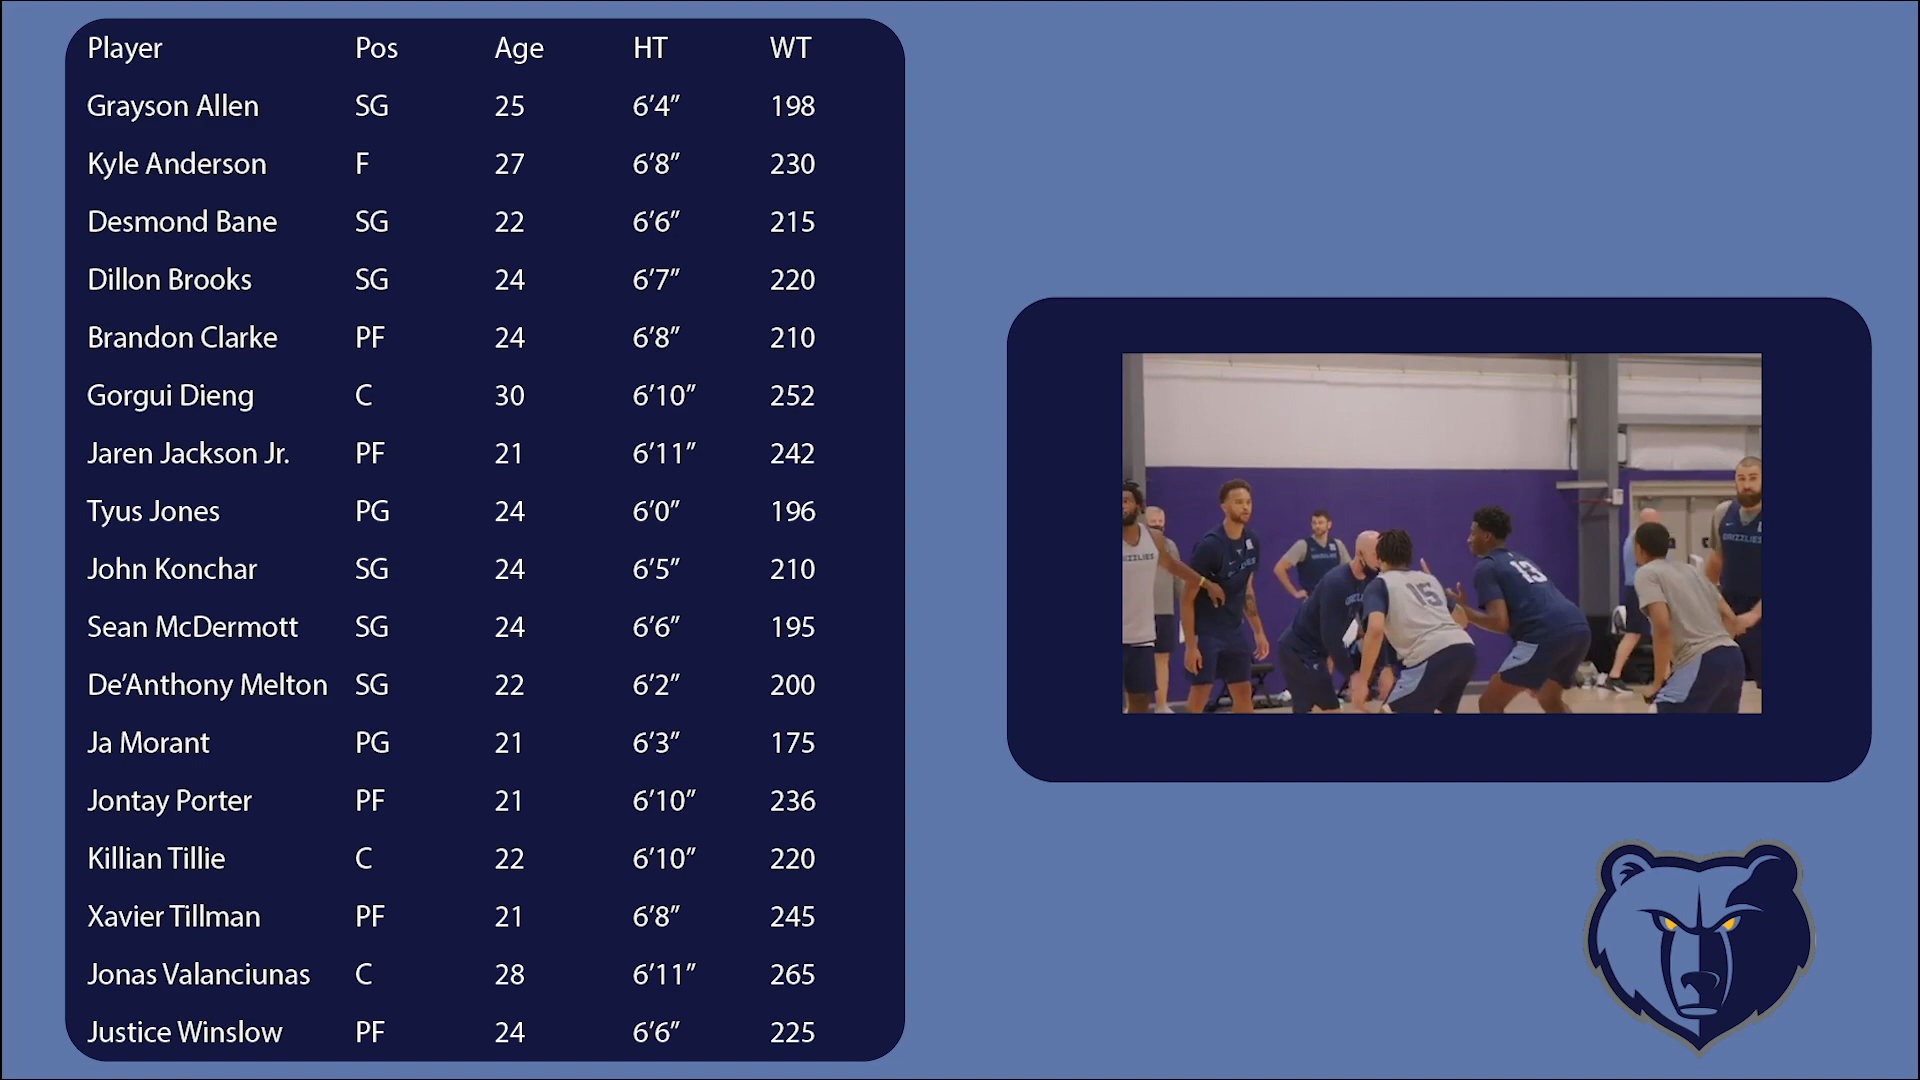 Player Pos Age HT WT
Grayson Allen SG 25 6’4” 198
Kyle Anderson F 27 6’8” 230
Desmond Bane SG 22 6’6” 215
Dillon Brooks SG 24 6’7” 220
Brandon Clarke PF 24 6’8” 210
Gorgui Dieng C 30 6’10” 252
Jaren Jackson Jr. PF 21 6’11” 242
Tyus Jones PG 24 6’0” 196
John Konchar SG 24 6’5” 210
Sean McDermott SG 24 6’6” 195
De’Anthony Melton SG 22 6’2” 200
Ja Morant PG 21 6’3” 175
Jontay Porter PF 21 6’10” 236
Killian Tillie C 22 6’10” 220
Xavier Tillman PF 21 6’8” 245
Jonas Valanciunas C 28 6’11” 265
Justice Winslow PF 24 6’6” 225
GRIZZLIES
15
13